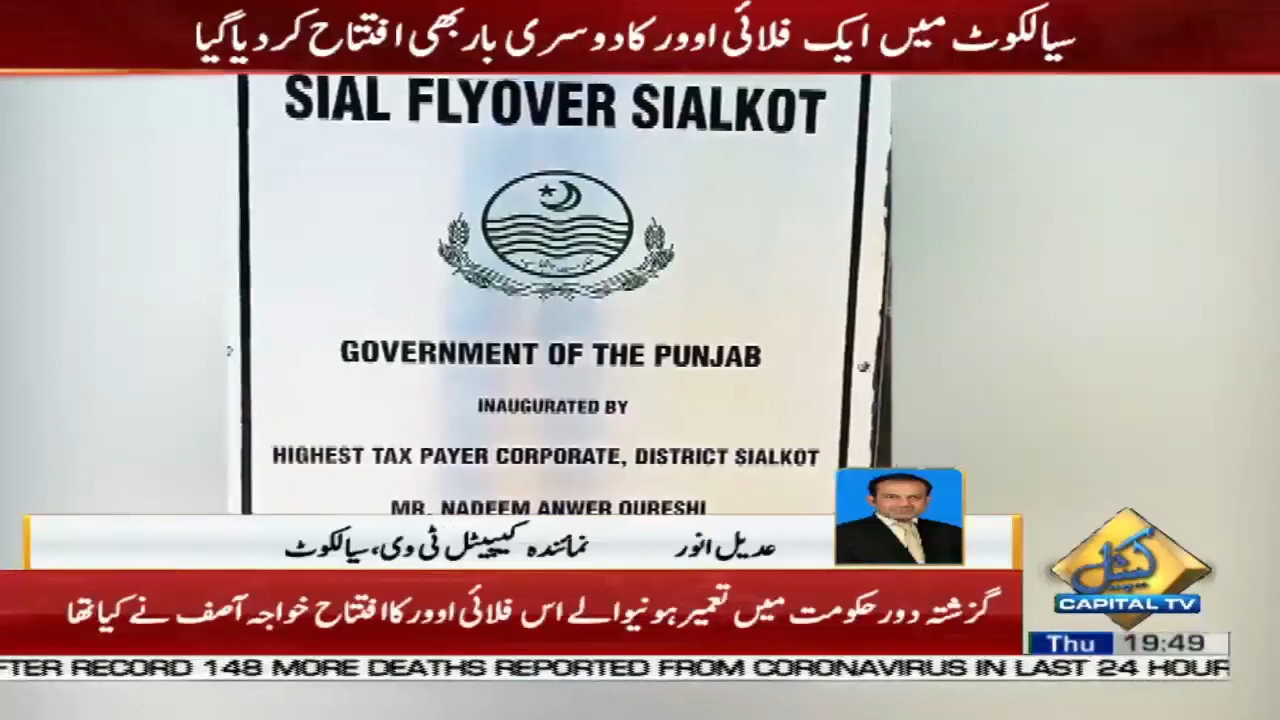 سیالکوٹ میں ایک فلائی اوور کا دوسری بار بھی افتتاح کر دیا گیا
SIAL FLYOVER SIALKOT
GOVERNMENT OF THE PUNJAB
INAUGURATED BY
HIGHEST TAX PAYER CORPORATE, DISTRICT SIALKOT
MR. NADEEM ANWER QURESHI
عدیل انور نمائندہ کیپیٹل ٹی وی، سیالکوٹ
گزشتہ دور حکومت میں تعمیر ہونیوالے اس فلائی اوور کا افتتاح خواجہ آصف نے کیا تھا
کیپیٹل
CAPITAL TV
Thu 19:49
FTER RECORD 148 MORE DEATHS REPORTED FROM CORONAVIRUS IN LAST 24 HOUR